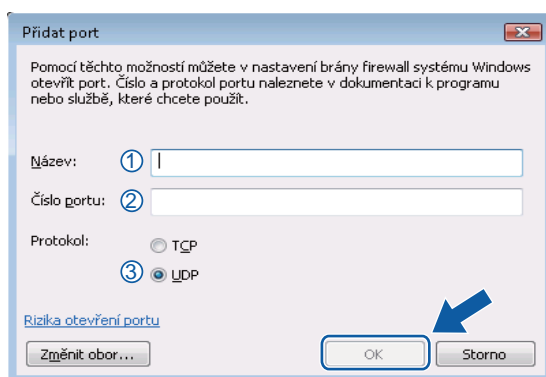 Přidat port
Pomocí těchto možností můžete v nastavení brány firewall systému Windows
otevřít port. Číslo a protokol portu naleznete v dokumentaci k programu
nebo službě, které chcete použít.
Název: 1
Číslo portu: 2
Protokol: TCP
3 UDP
Rizika otevření portu
Změnit obor... OK Storno